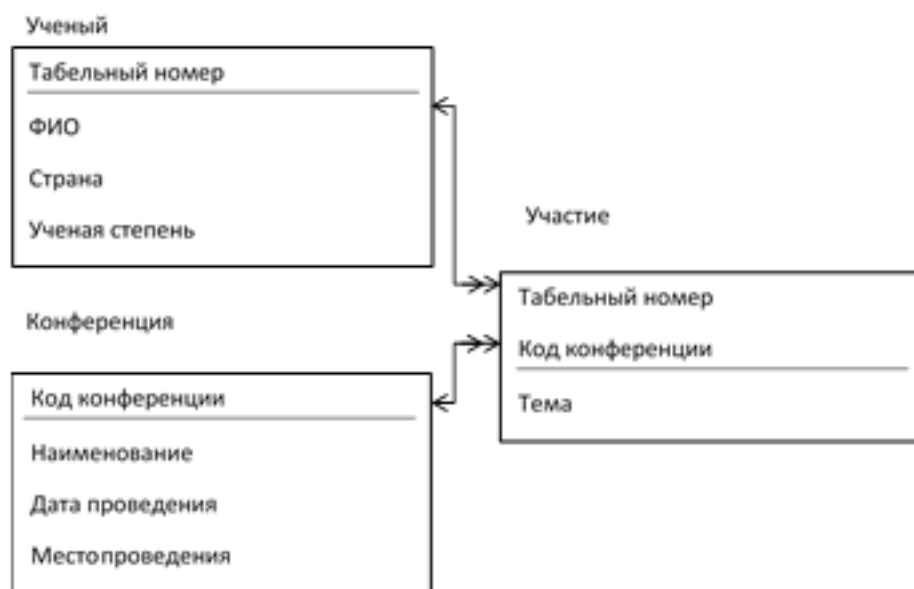 Ученый
Табельный номер
ФИО
Страна
Ученая степень
Участие
Табельный номер
Код конференции
Тема
Конференция
Код конференции
Наименование
Дата проведения
Местопроведения